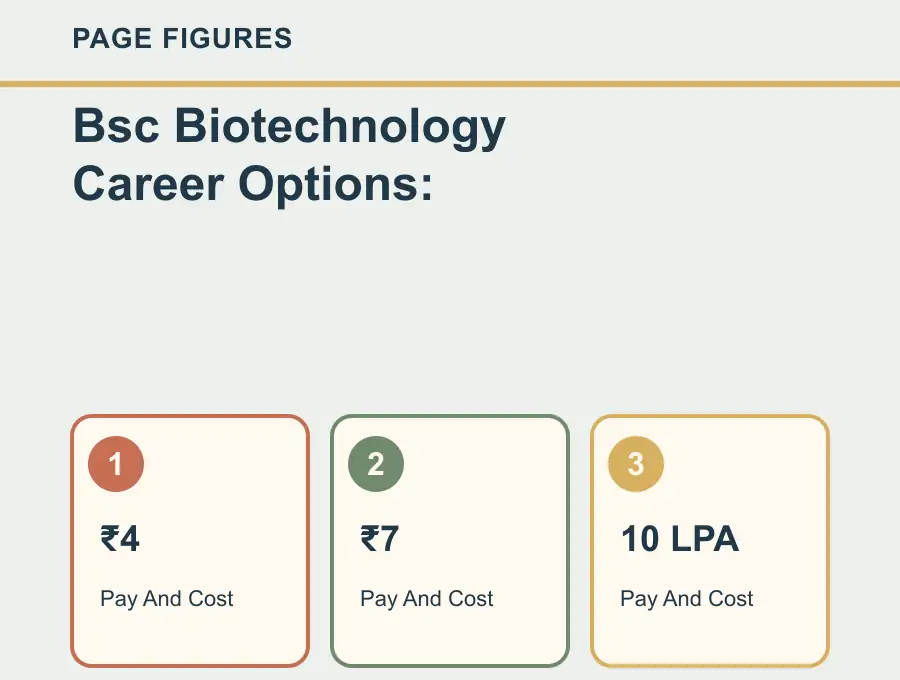 PAGE FIGURES
Bsc Biotechnology
Career Options:
1
₹4
Pay And Cost
2
₹7
Pay And Cost
3
10 LPA
Pay And Cost